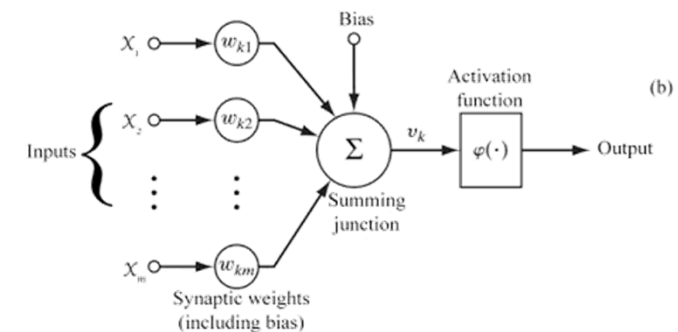 Bias
X₁
wₖ₁
Activation
function
(b)
X₂
wₖ₂
Inputs
Σ
vₖ
φ(·)
Output
Summing
junction
Xₘ
wₖₘ
Synaptic weights
(including bias)